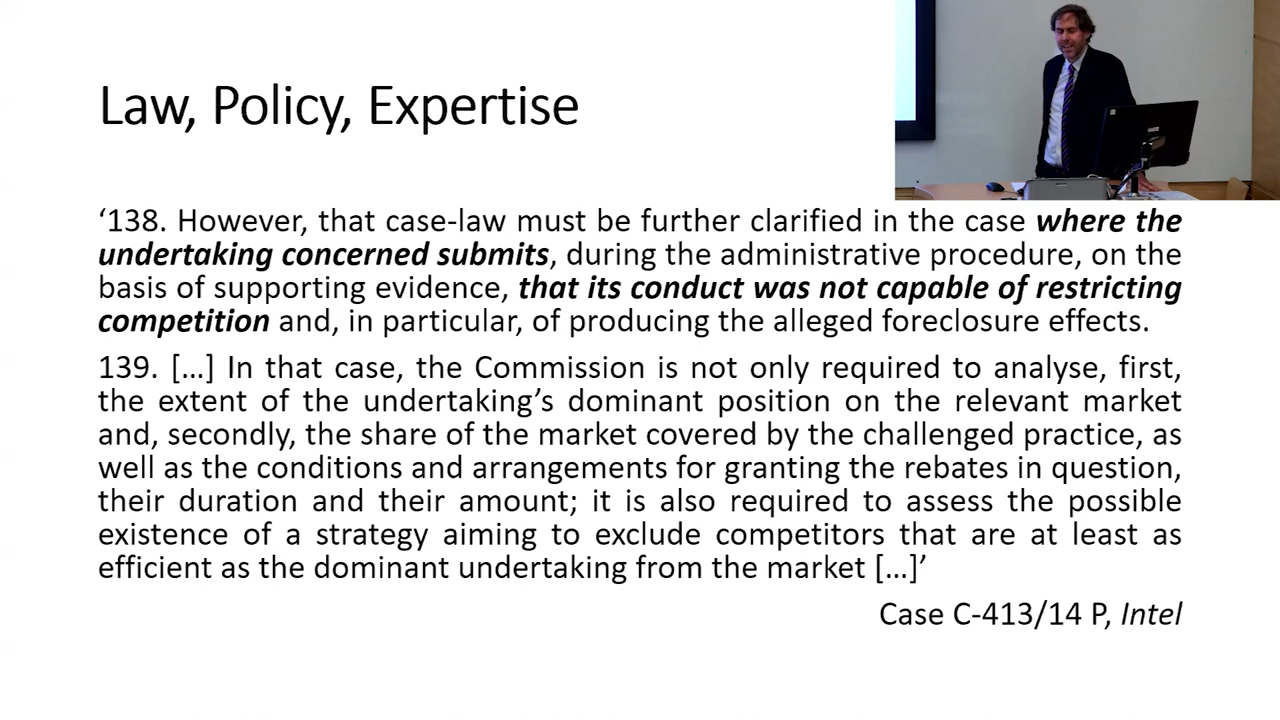 Law, Policy, Expertise
‘138. However, that case-law must be further clarified in the case where the
undertaking concerned submits, during the administrative procedure, on the
basis of supporting evidence, that its conduct was not capable of restricting
competition and, in particular, of producing the alleged foreclosure effects.
139. […] In that case, the Commission is not only required to analyse, first,
the extent of the undertaking’s dominant position on the relevant market
and, secondly, the share of the market covered by the challenged practice, as
well as the conditions and arrangements for granting the rebates in question,
their duration and their amount; it is also required to assess the possible
existence of a strategy aiming to exclude competitors that are at least as
efficient as the dominant undertaking from the market […]’
Case C-413/14 P, Intel